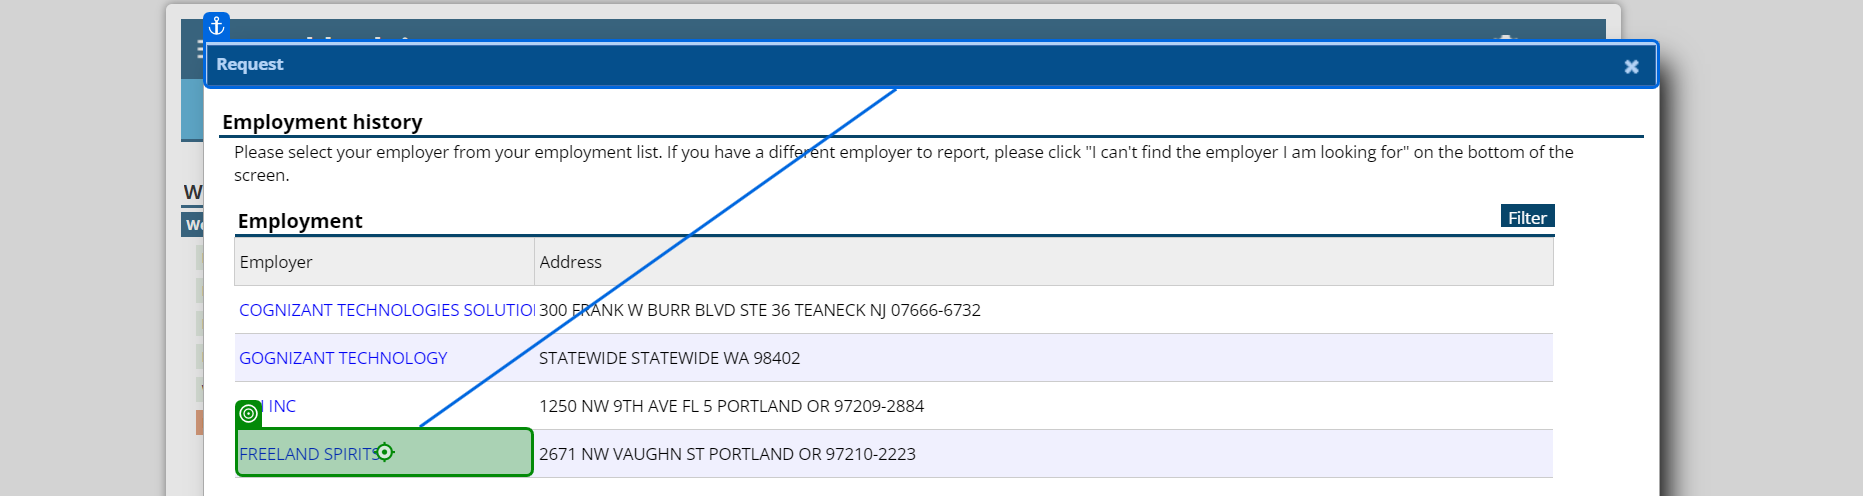 Request
Employment history
Please select your employer from your employment list. If you have a different employer to report, please click "I can't find the employer I am looking for" on the bottom of the
screen.
Employment
Filter
Employer Address
COGNIZANT TECHNOLOGIES SOLUTIO 300 FRANK W BURR BLVD STE 36 TEANECK NJ 07666-6732
GOGNIZANT TECHNOLOGY STATEWIDE STATEWIDE WA 98402
INC 1250 NW 9TH AVE FL 5 PORTLAND OR 97209-2884
FREELAND SPIRITS 2671 NW VAUGHN ST PORTLAND OR 97210-2223